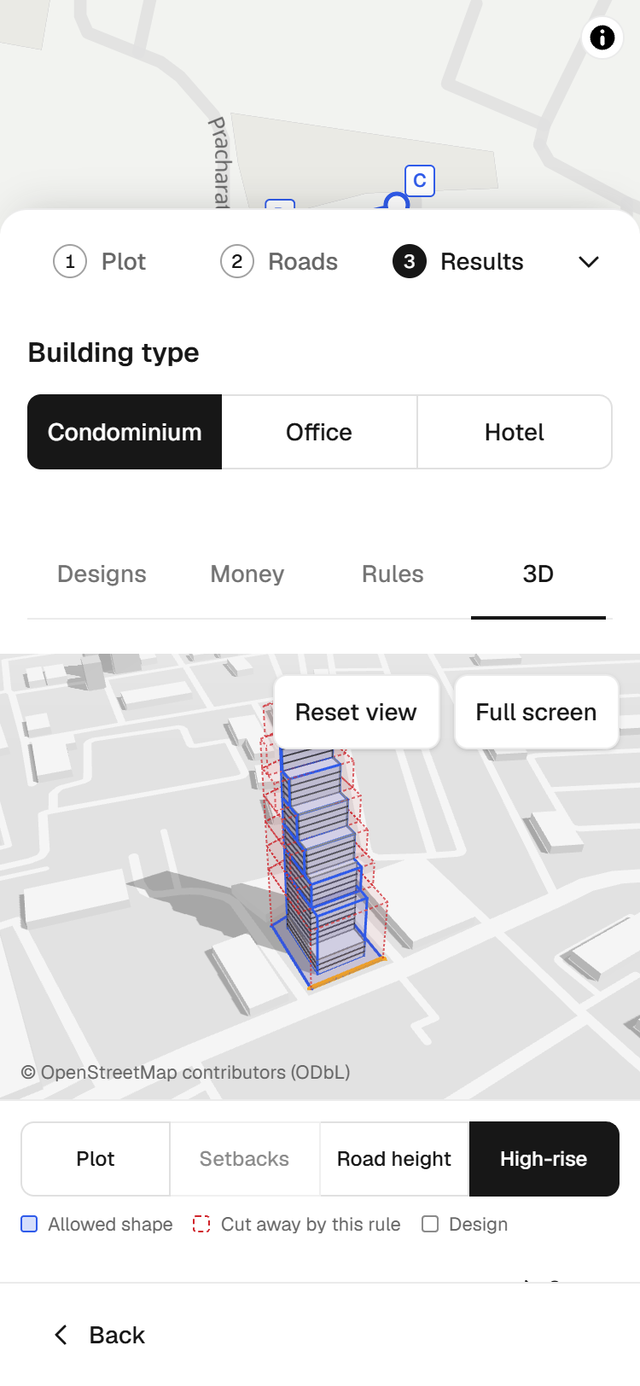 Pracharat
C
1 Plot
2 Roads
3 Results
Building type
Condominium
Office
Hotel
Designs
Money
Rules
3D
Reset view
Full screen
© OpenStreetMap contributors (ODbL)
Plot
Setbacks
Road height
High-rise
Allowed shape
Cut away by this rule
Design
Back